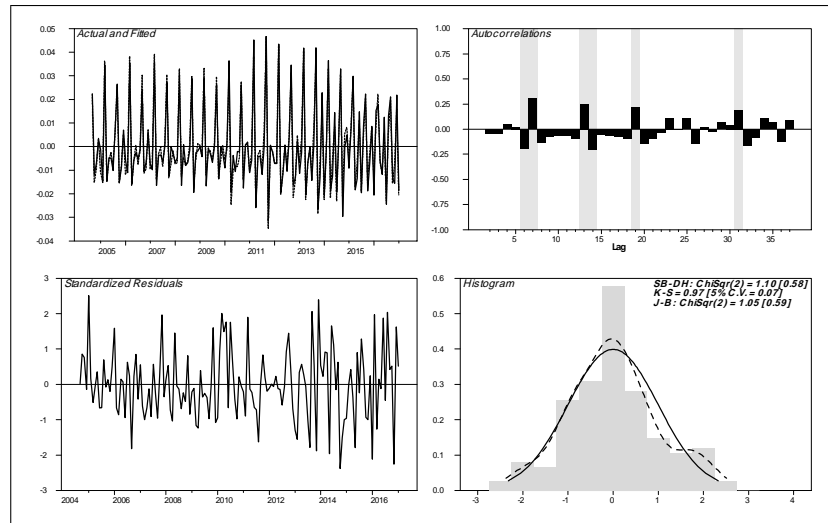 Actual and Fitted
0.05
0.04
0.03
0.02
0.01
0.00
-0.01
-0.02
-0.03
-0.04
2005 2007 2009 2011 2013 2015
Autocorrelations
1.00
0.75
0.50
0.25
0.00
-0.25
-0.50
-0.75
-1.00
5 10 15 20 25 30 35
Lag
Standardized Residuals
3
2
1
0
-1
-2
-3
2004 2006 2008 2010 2012 2014 2016
Histogram
SB-DH: ChiSqr(2) = 1.10 [0.58]
K-S = 0.97 [5% C.V. = 0.07]
J-B: ChiSqr(2) = 1.05 [0.59]
0.6
0.5
0.4
0.3
0.2
0.1
0.0
-3 -2 -1 0 1 2 3 4